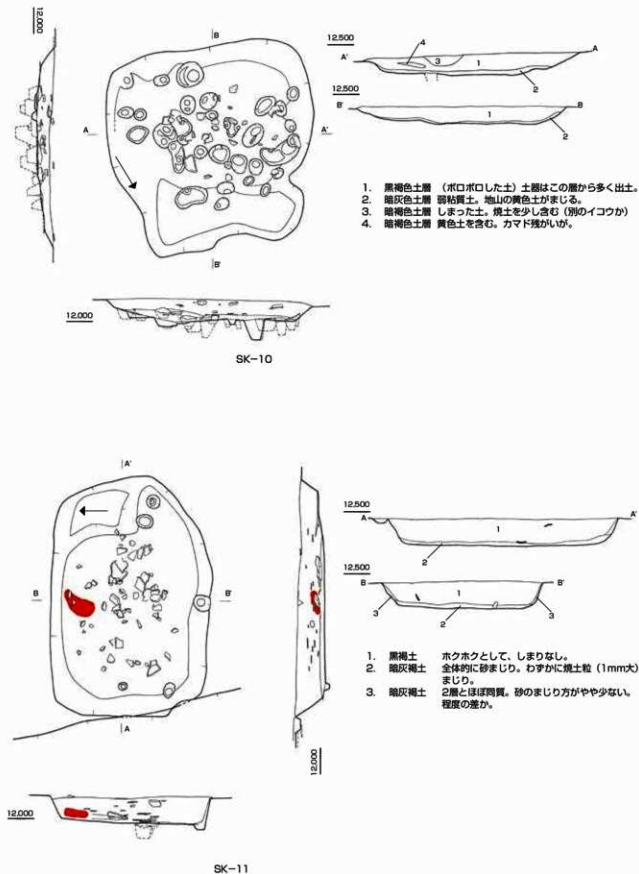 12.000
B
12.500
4
A'
3
1
A
2
12.500
B'
1
B
2
A
A'
B'
1. 黒褐色土層 (ボロボロした土) 土器はこの層から多く出土。
2. 暗灰色土層 弱粘質土。地山の黄色土がまじる。
3. 暗褐色土層 しまった土。焼土を少し含む (別のイコウか)
4. 暗褐色土層 黄色土を含む。カマド残がいが。
12.000
SK-10
A'
12.500
A
1
A'
2
12.500
B
1
B'
3
2
3
B
B'
1. 黒褐土 ホクホクとして、しまりなし。
2. 暗灰褐土 全体的に砂まじり。わずかに焼土粒 (1mm大)
まじり。
3. 暗灰褐土 2層とほぼ同質。砂のまじり方がやや少ない。
程度の差か。
A
12.000
12.000
SK-11